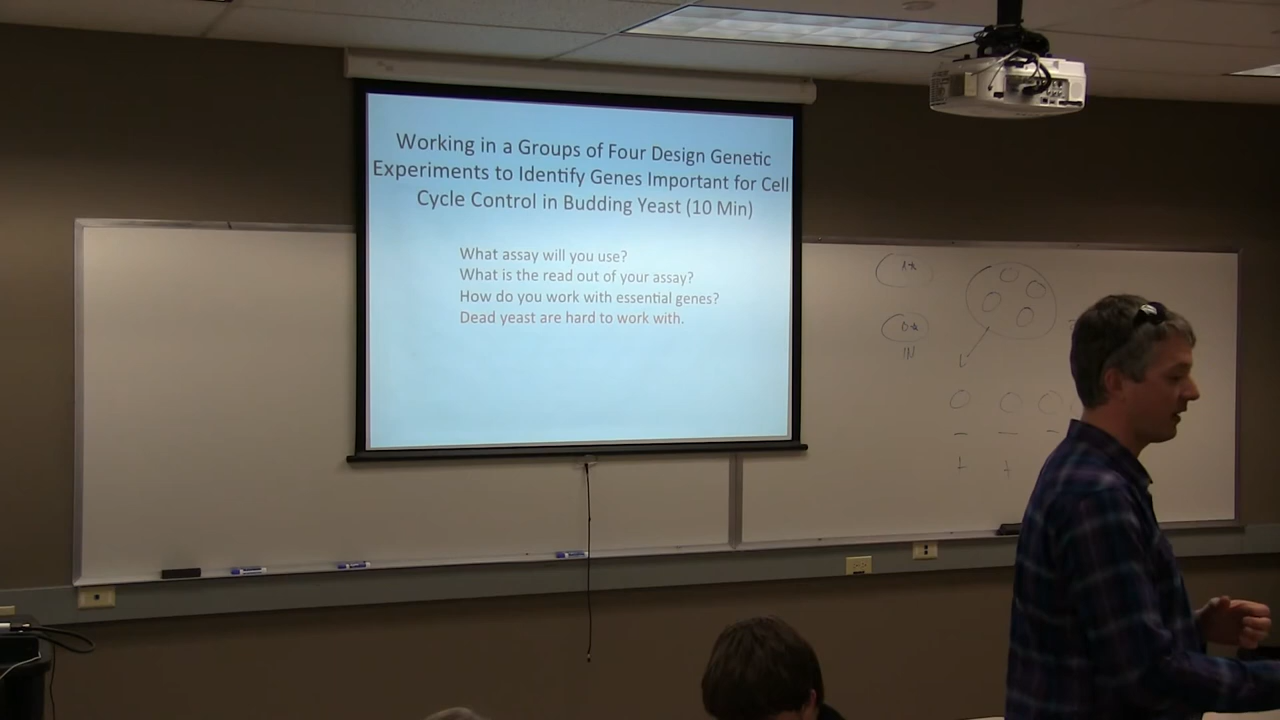 Working in a Groups of Four Design Genetic
Experiments to Identify Genes Important for Cell
Cycle Control in Budding Yeast (10 Min)
What assay will you use?
What is the read out of your assay?
How do you work with essential genes?
Dead yeast are hard to work with.